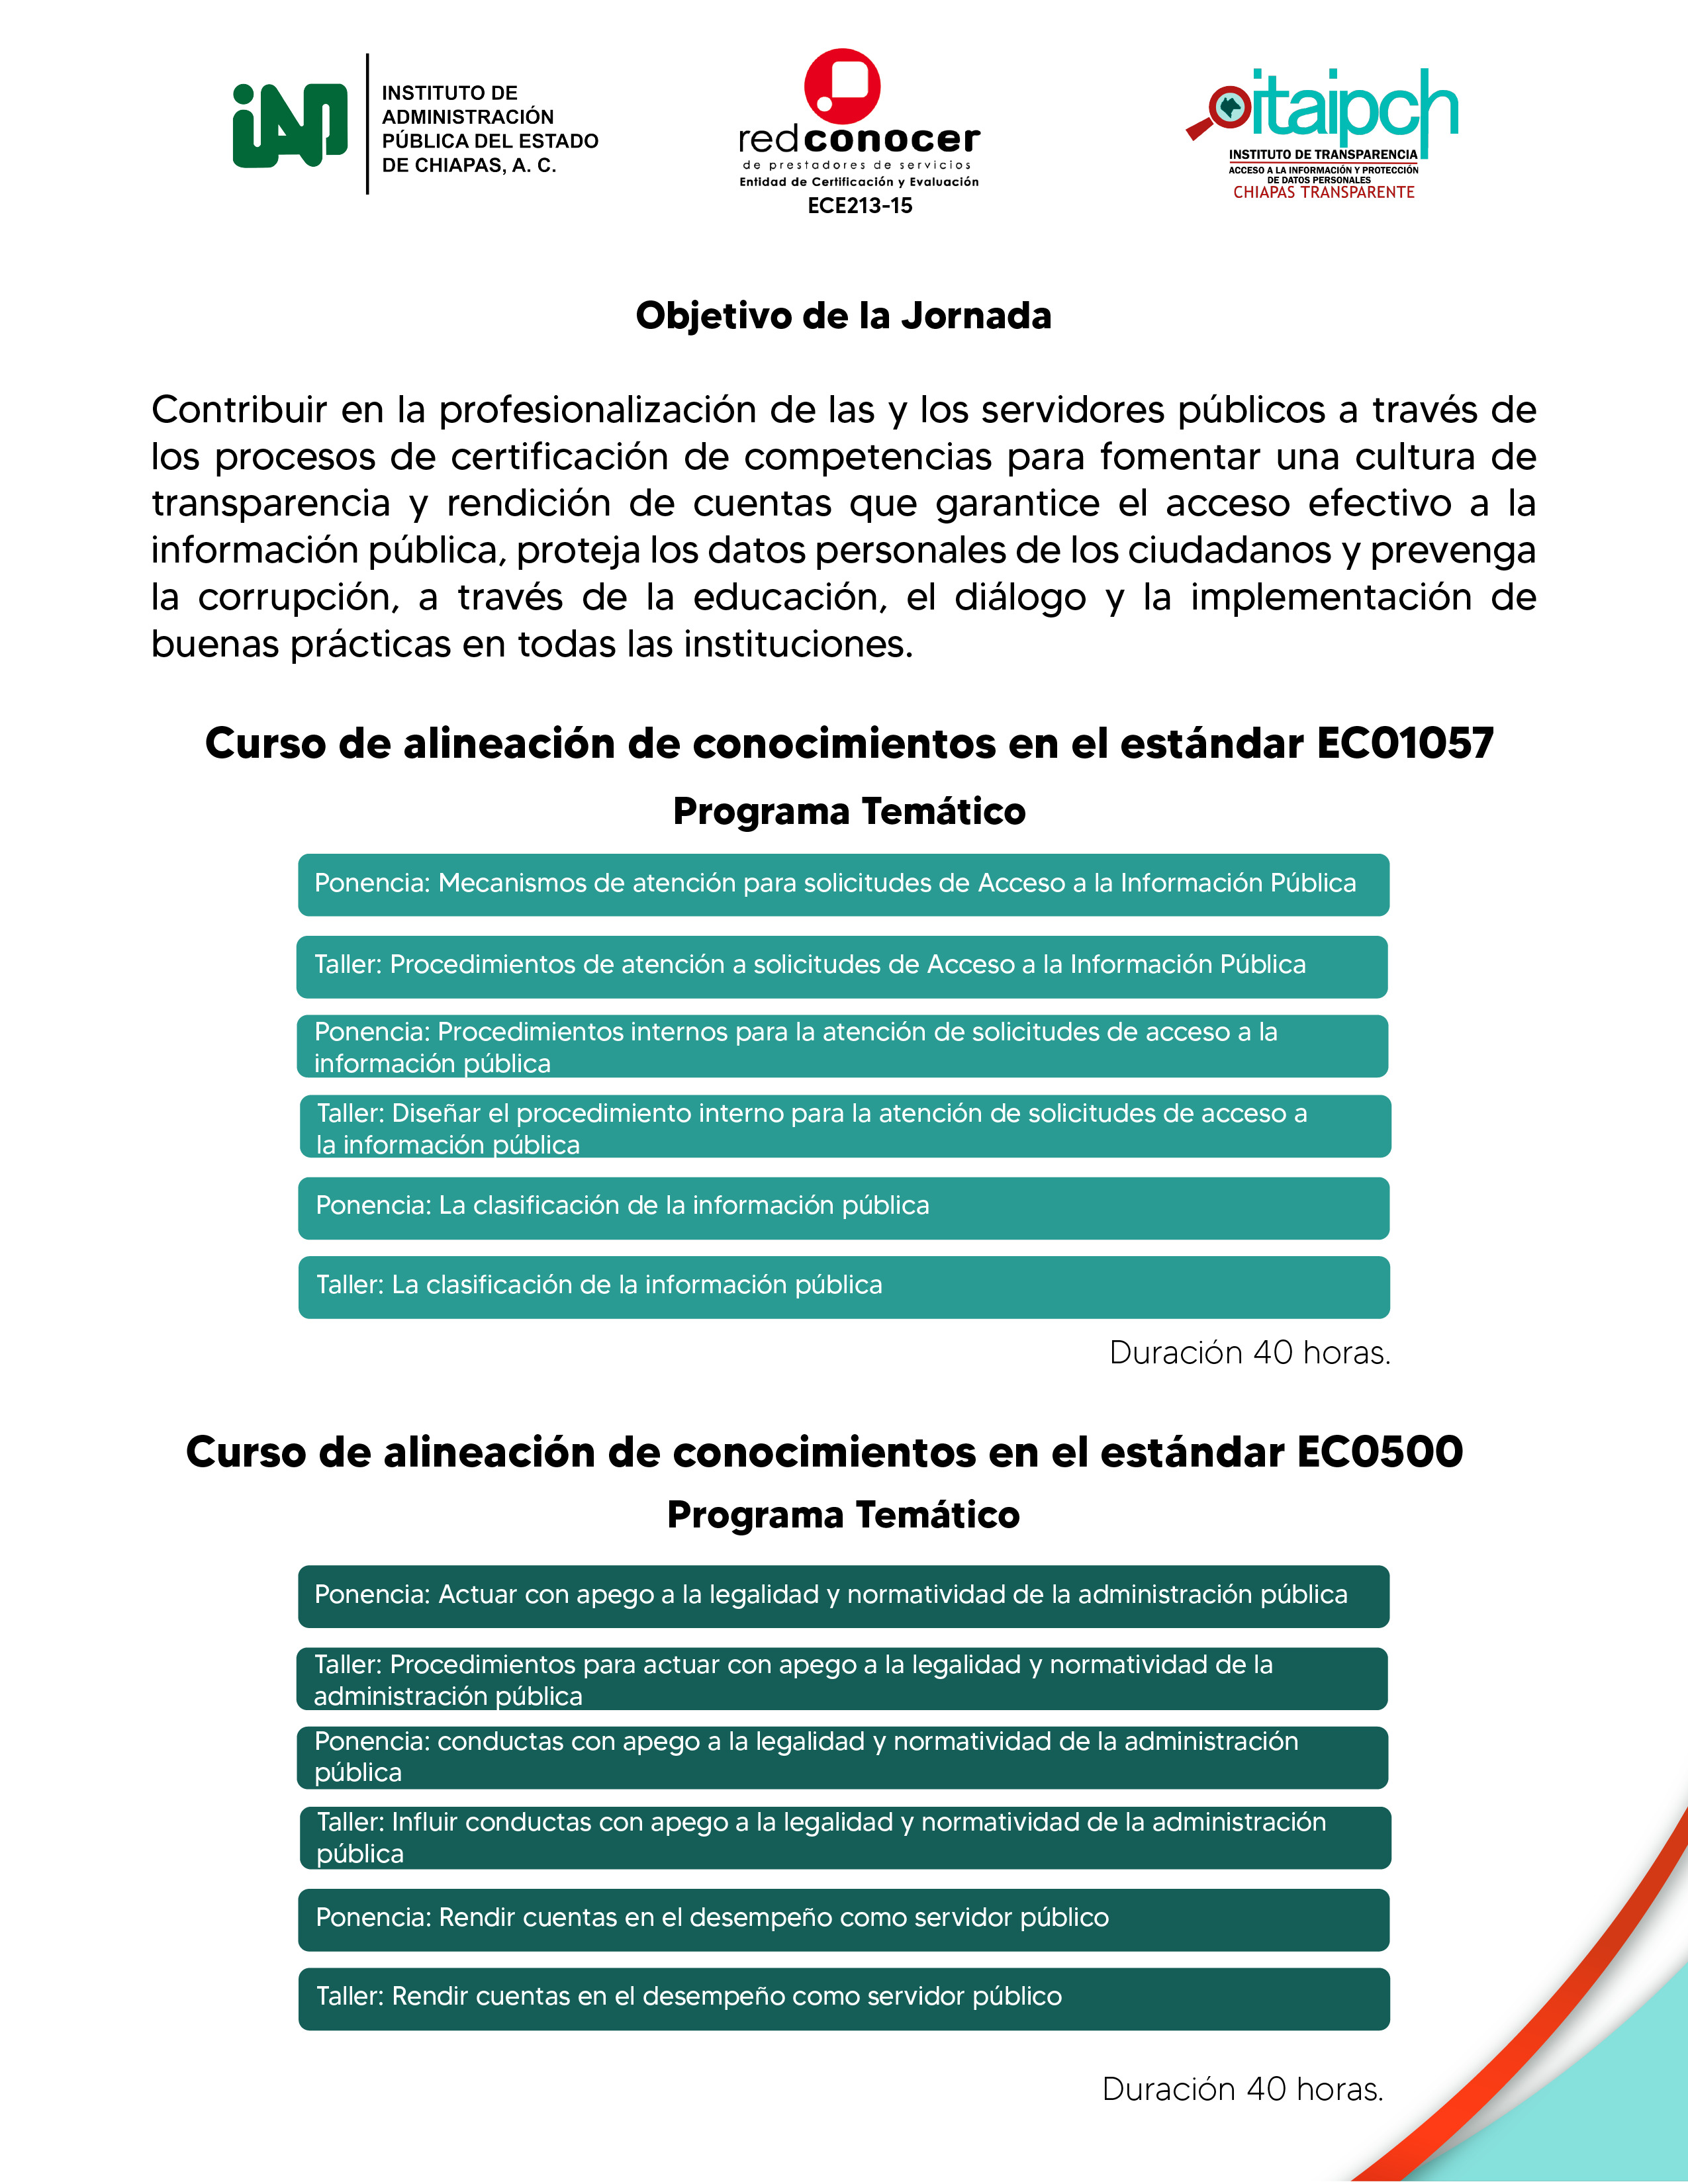 iap
INSTITUTO DE
ADMINISTRACIÓN
PÚBLICA DEL ESTADO
DE CHIAPAS, A. C.
redconocer
de prestadores de servicios
Entidad de Certificación y Evaluación
ECE213-15
itaipch
INSTITUTO DE TRANSPARENCIA
ACCESO A LA INFORMACIÓN Y PROTECCIÓN
DE DATOS PERSONALES
CHIAPAS TRANSPARENTE
Objetivo de la Jornada
Contribuir en la profesionalización de las y los servidores públicos a través de
los procesos de certificación de competencias para fomentar una cultura de
transparencia y rendición de cuentas que garantice el acceso efectivo a la
información pública, proteja los datos personales de los ciudadanos y prevenga
la corrupción, a través de la educación, el diálogo y la implementación de
buenas prácticas en todas las instituciones.
Curso de alineación de conocimientos en el estándar EC01057
Programa Temático
Ponencia: Mecanismos de atención para solicitudes de Acceso a la Información Pública
Taller: Procedimientos de atención a solicitudes de Acceso a la Información Pública
Ponencia: Procedimientos internos para la atención de solicitudes de acceso a la
información pública
Taller: Diseñar el procedimiento interno para la atención de solicitudes de acceso a
la información pública
Ponencia: La clasificación de la información pública
Taller: La clasificación de la información pública
Duración 40 horas.
Curso de alineación de conocimientos en el estándar EC0500
Programa Temático
Ponencia: Actuar con apego a la legalidad y normatividad de la administración pública
Taller: Procedimientos para actuar con apego a la legalidad y normatividad de la
administración pública
Ponencia: conductas con apego a la legalidad y normatividad de la administración
pública
Taller: Influir conductas con apego a la legalidad y normatividad de la administración
pública
Ponencia: Rendir cuentas en el desempeño como servidor público
Taller: Rendir cuentas en el desempeño como servidor público
Duración 40 horas.